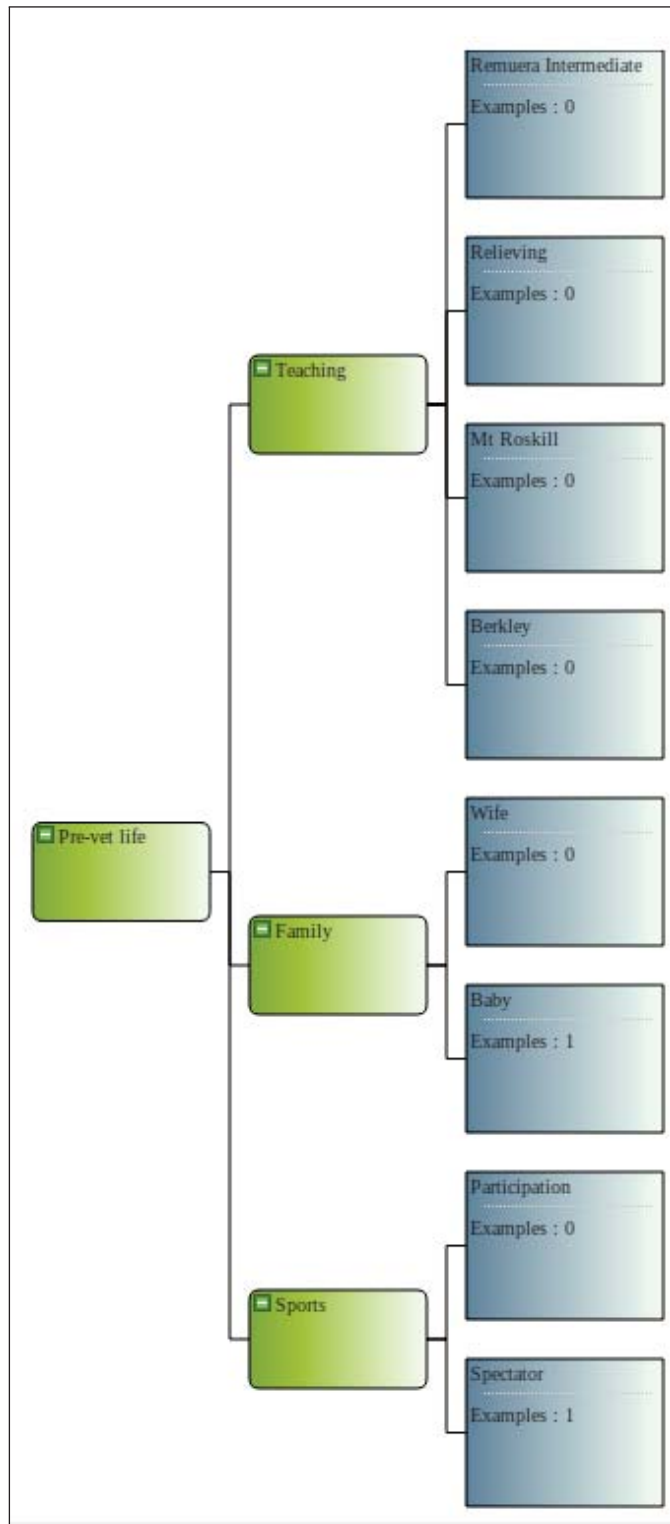 Remuera Intermediate
Examples : 0
Relieving
Examples : 0
Teaching
Mt Roskill
Examples : 0
Berkley
Examples : 0
Pre-vet life
Wife
Examples : 0
Family
Baby
Examples : 1
Participation
Examples : 0
Sports
Spectator
Examples : 1